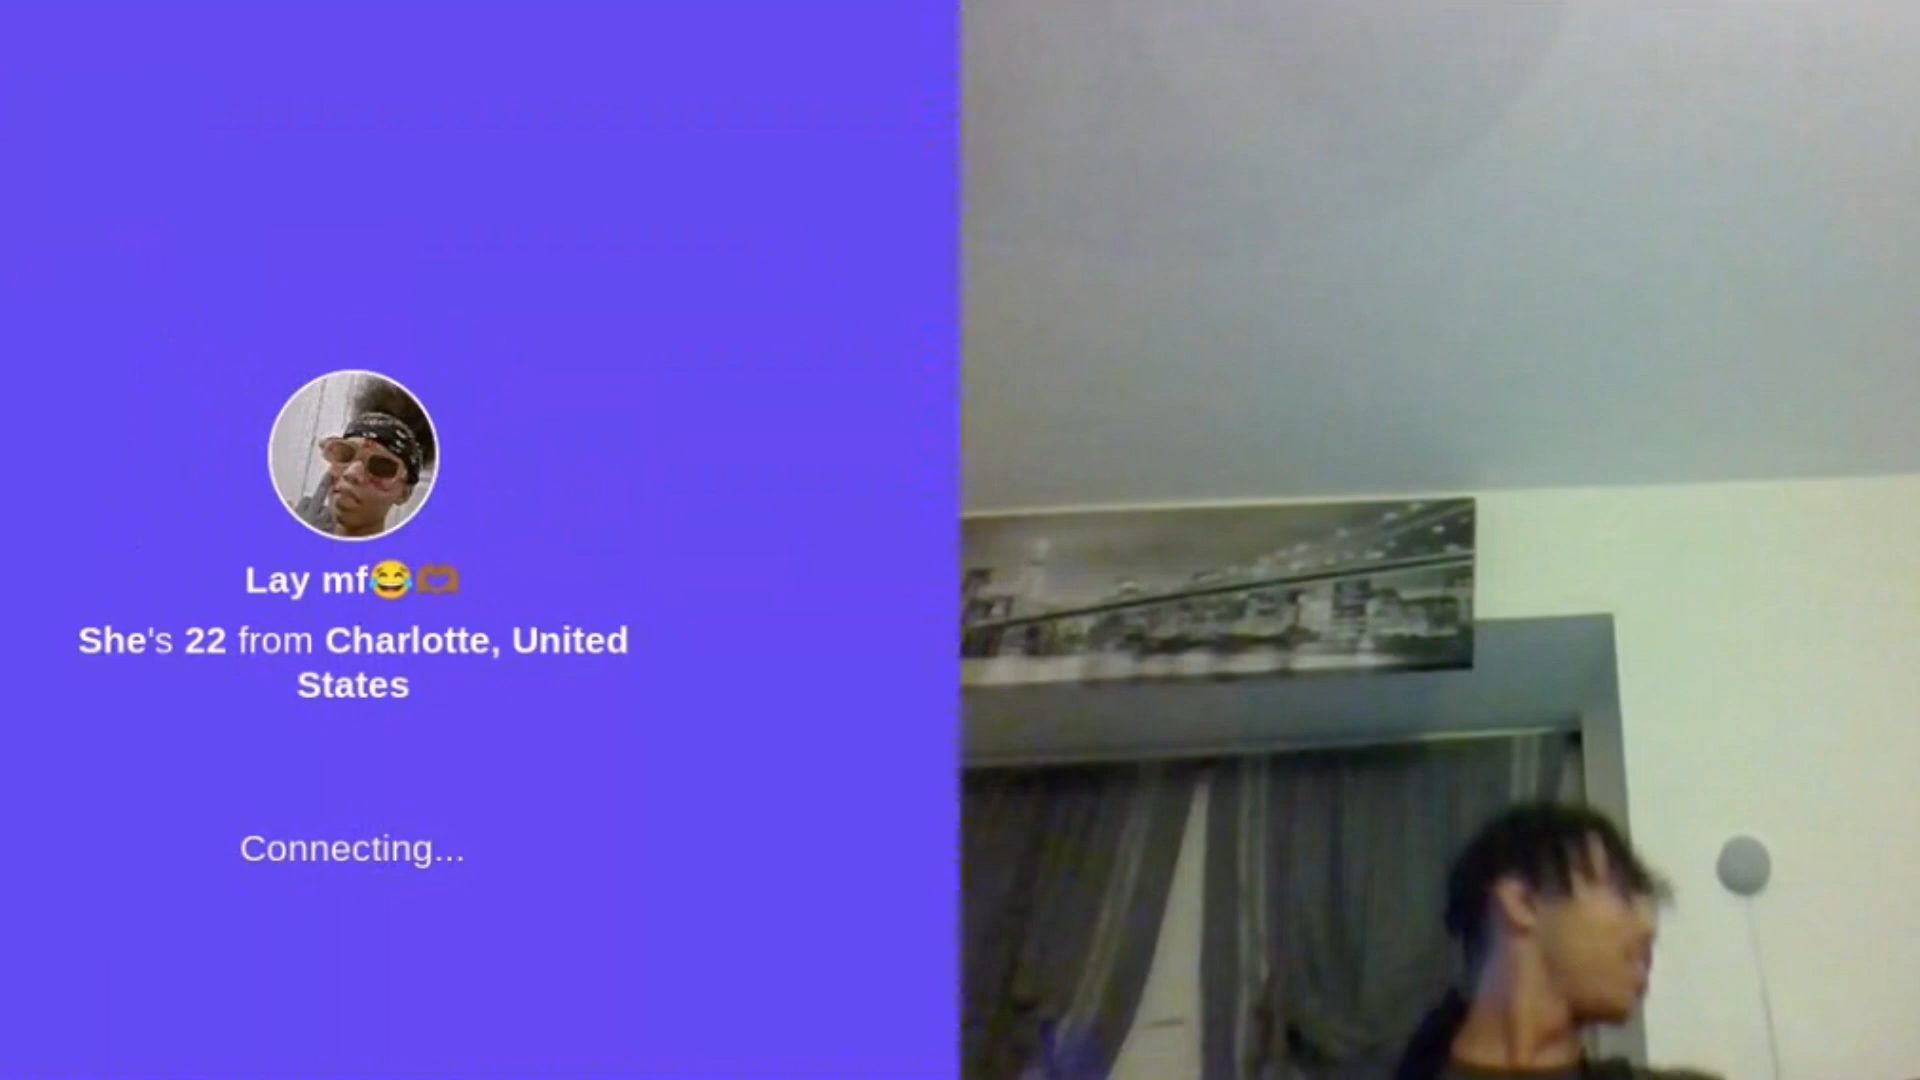 Lay mf😂🫶🏾
She's 22 from Charlotte, United
States
Connecting...